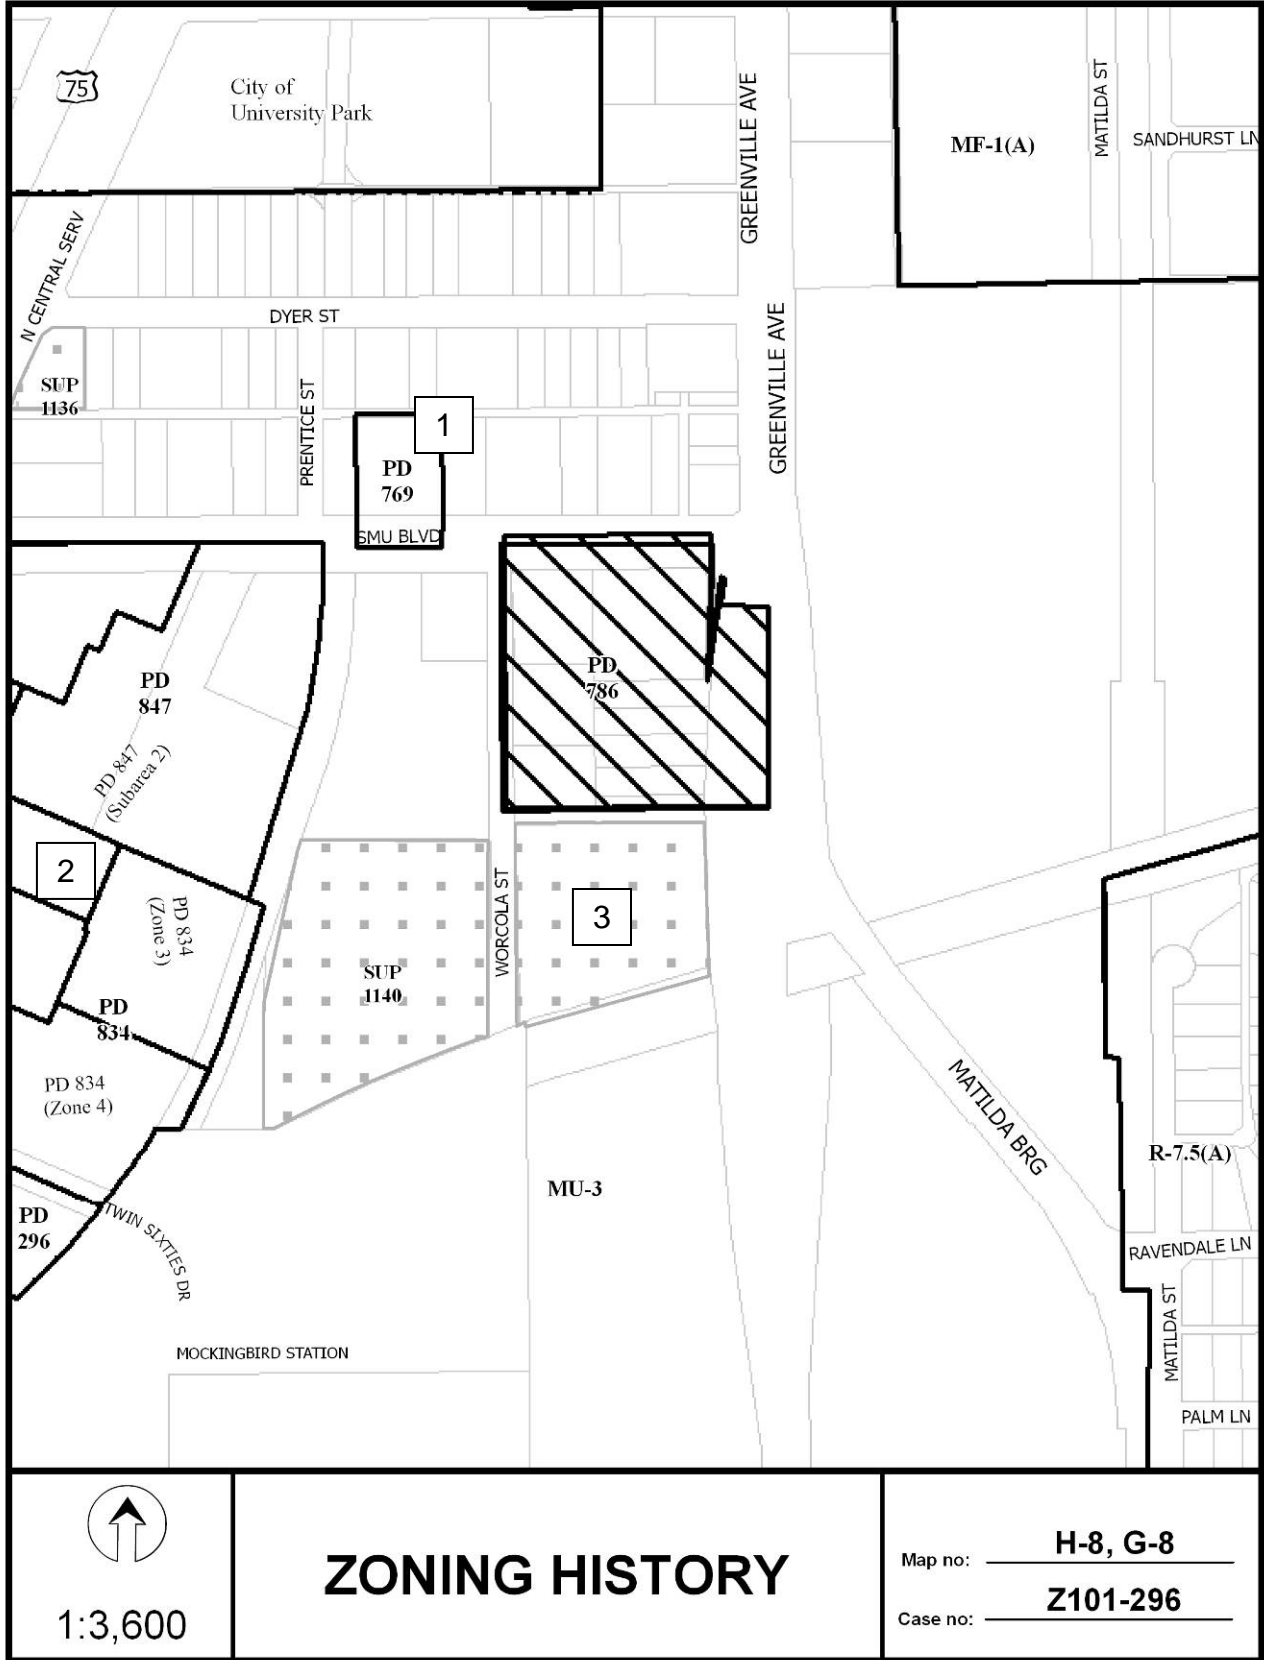 75
City of
University Park
GREENVILLE AVE
MATILDA ST
SANDHURST LN
MF-1(A)
N CENTRAL SERV
DYER ST
GREENVILLE AVE
SUP
1136
PRENTICE ST
1
PD
769
SMU BLVD
PD
786
PD
847
PD 847
(Subarea 2)
2
PD 834
(Zone 3)
WORCOLA ST
3
SUP
1140
PD
834
PD 834
(Zone 4)
MATILDA BRG
R-7.5(A)
MU-3
PD
296
TWIN SIXTIES DR
RAVENDALE LN
MATILDA ST
MOCKINGBIRD STATION
PALM LN
1:3,600
ZONING HISTORY
Map no: H-8, G-8
Case no: Z101-296